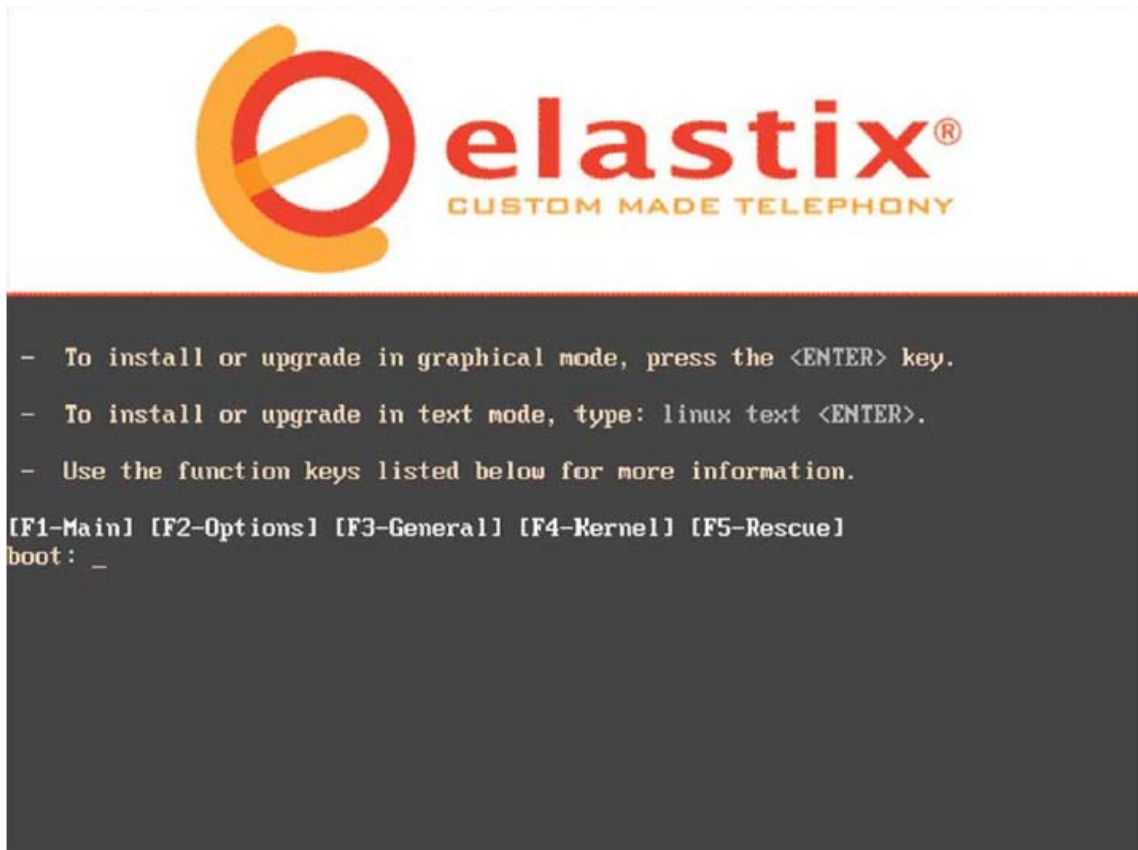 elastix®
CUSTOM MADE TELEPHONY
- To install or upgrade in graphical mode, press the <ENTER> key.
- To install or upgrade in text mode, type: linux text <ENTER>.
- Use the function keys listed below for more information.
[F1-Main] [F2-Options] [F3-General] [F4-Kernel] [F5-Rescue]
boot: _